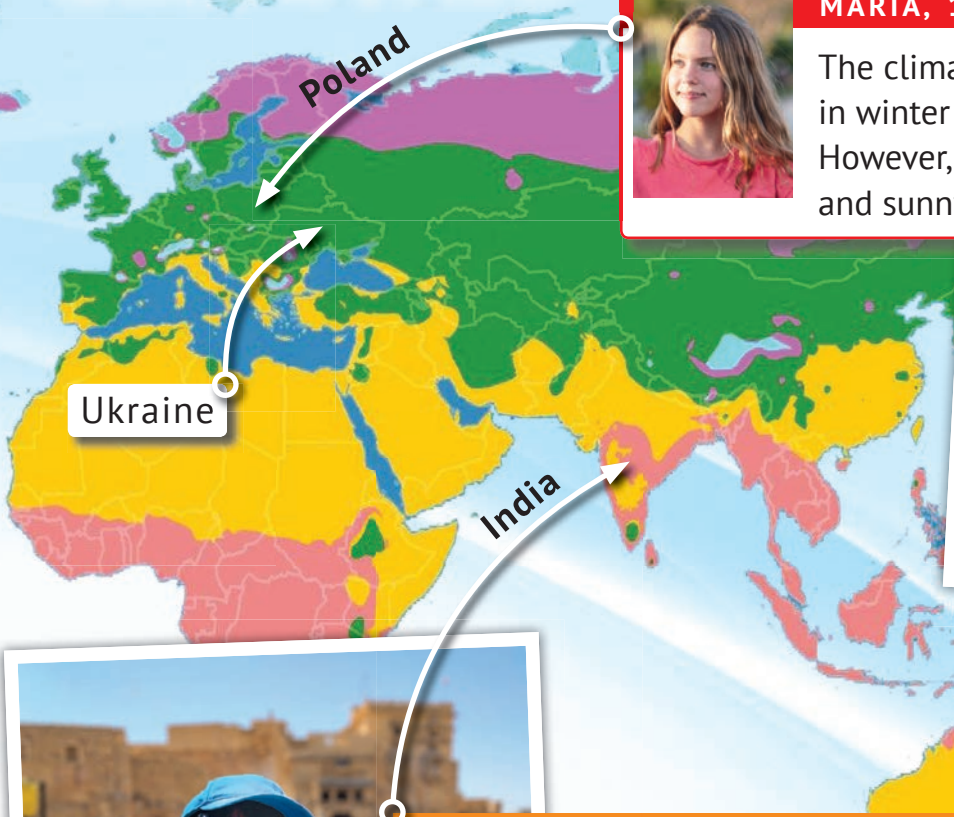 Poland
MARIA, 1
The clima
in winter
However,
and sunn
Ukraine
India